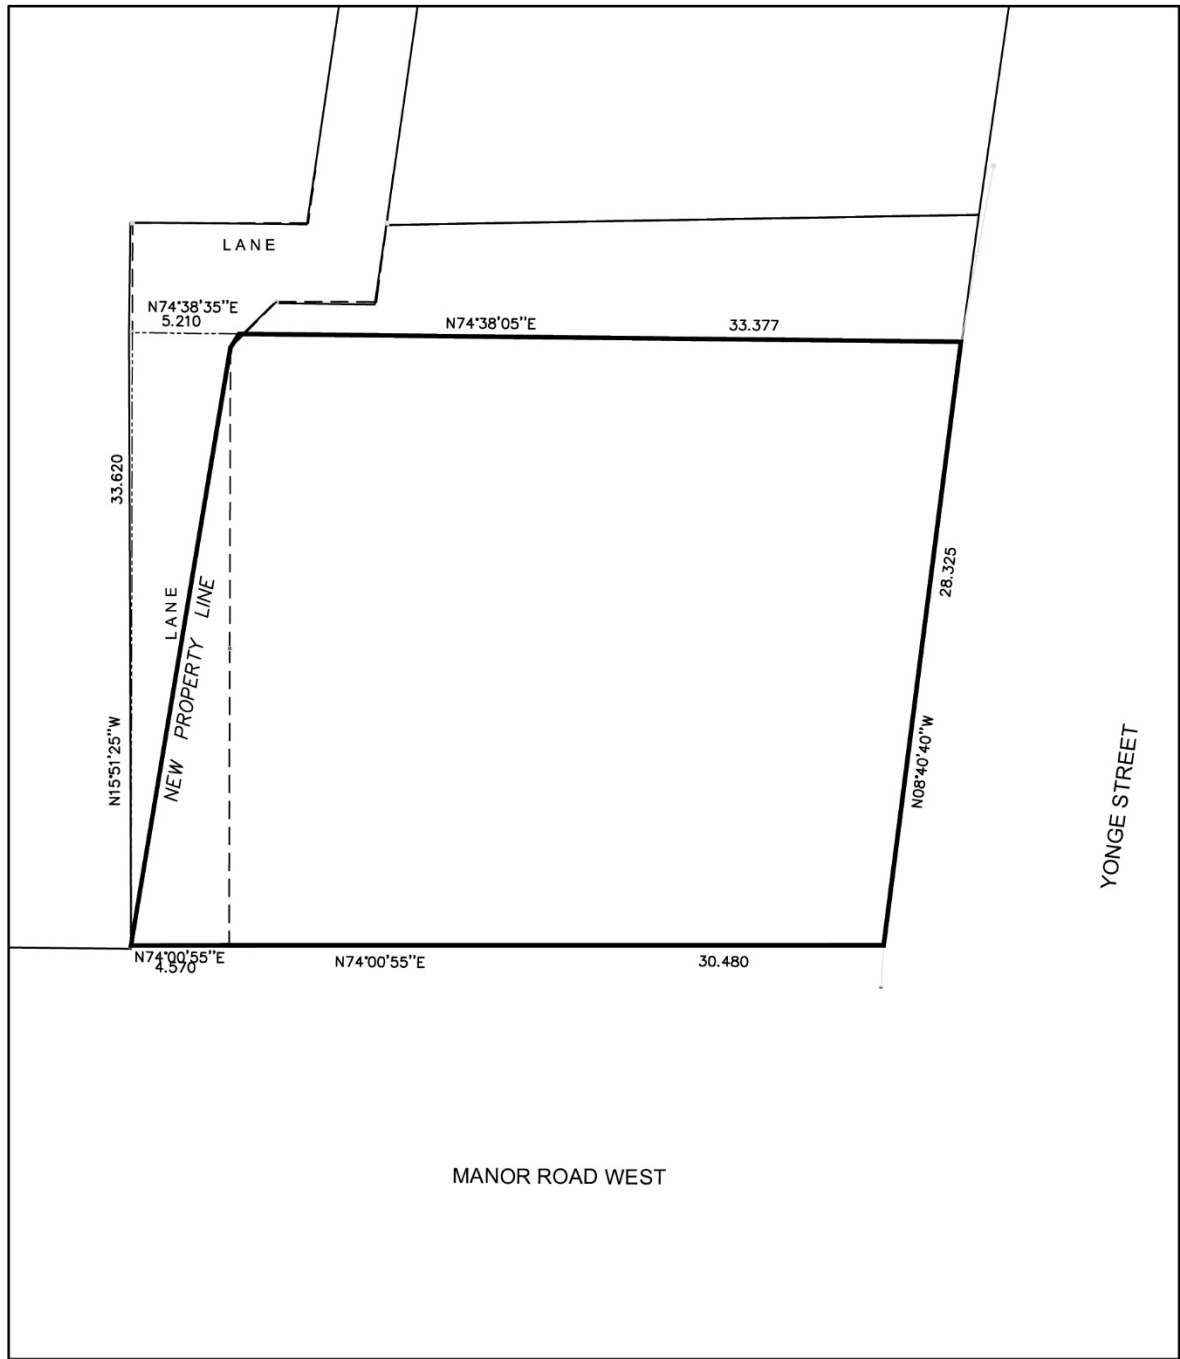 LANE
N74°38'35"E
5.210
N74°38'05"E
33.377
33.620
28.325
LANE
NEW PROPERTY LINE
N15°51'25"W
N08°40'40"W
YONGE STREET
N74°00'55"E
4.570
N74°00'55"E
30.480
MANOR ROAD WEST